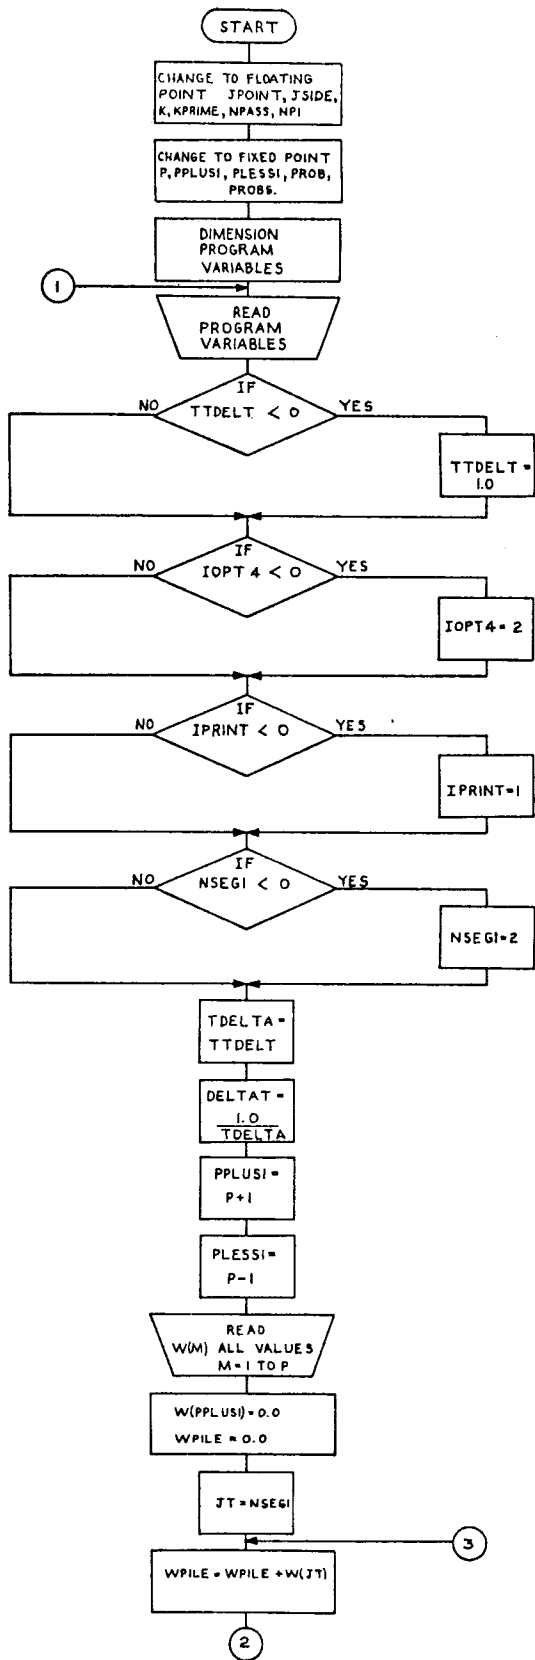 START
CHANGE TO FLOATING
POINT JPOINT, JSIDE,
K, KPRIME, NPASS, NPI
CHANGE TO FIXED POINT
P, PPLUS1, PLESS1, PROB,
PROBS.
DIMENSION
PROGRAM
VARIABLES
1
READ
PROGRAM
VARIABLES
IF
NO
TTDELT < 0
YES
TTDELT =
1.0
IF
NO
IOPT 4 < 0
YES
IOPT 4 = 2
IF
NO
IPRINT < 0
YES
IPRINT = 1
IF
NO
NSEG1 < 0
YES
NSEG1 = 2
TDELTA =
TTDELT
DELTAT =
1.0
TDELTA
PPLUS1 =
P+1
PLESS1 =
P-1
READ
W(M) ALL VALUES
M = 1 TO P
W(PPLUS1) = 0.0
WPILE = 0.0
JT = NSEG1
3
WPILE = WPILE + W(JT)
2